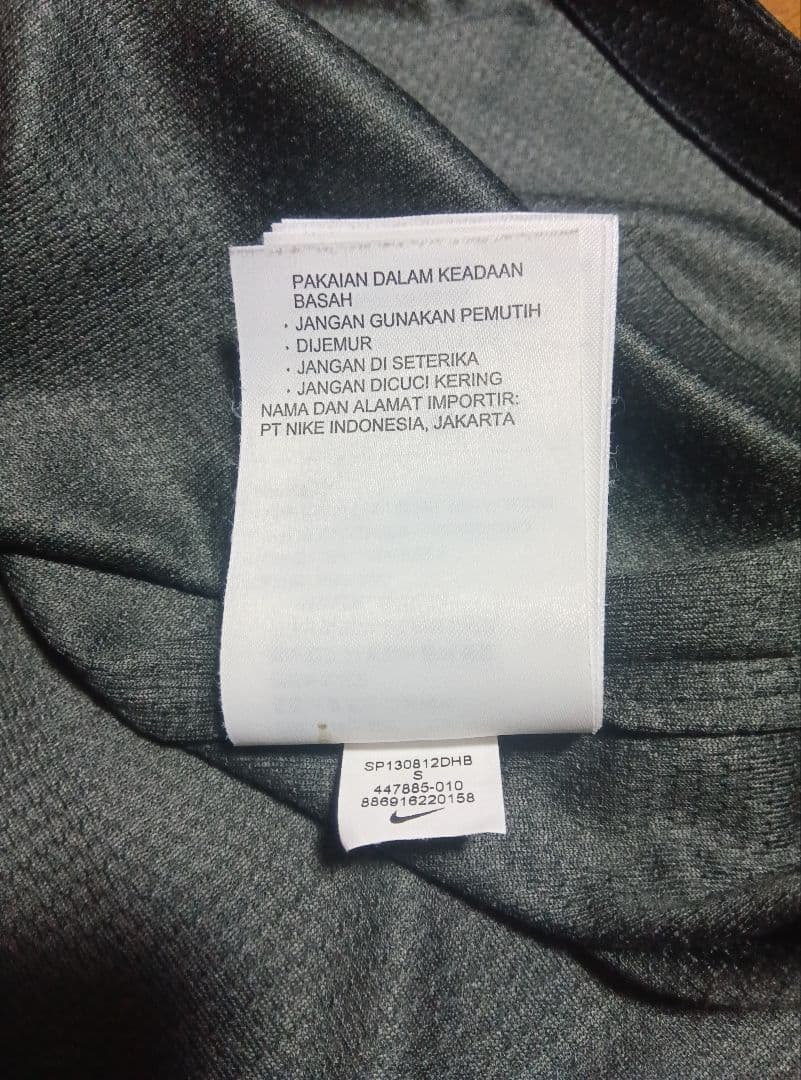 PAKAIAN DALAM KEADAAN
BASAH
· JANGAN GUNAKAN PEMUTIH
· DIJEMUR
· JANGAN DI SETERIKA
· JANGAN DICUCI KERING
NAMA DAN ALAMAT IMPORTIR:
PT NIKE INDONESIA, JAKARTA
SP130812DHB
S
447885-010
886916220158